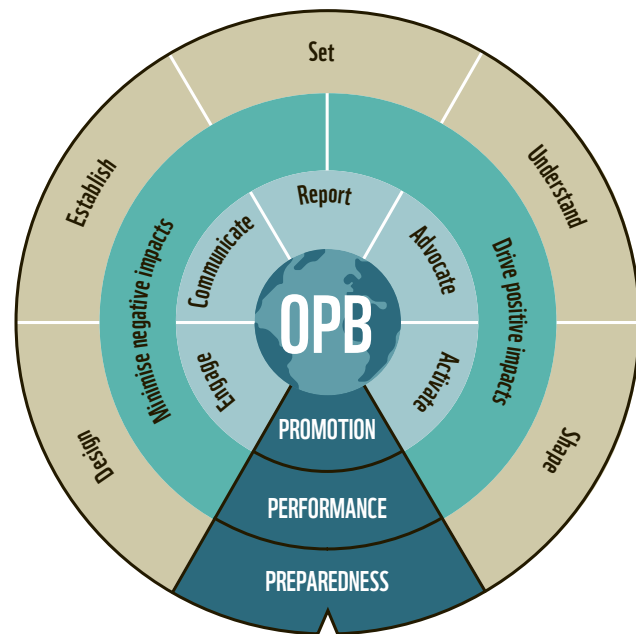 Set
Establish
Understand
Report
Communicate
Advocate
Minimise negative impacts
Drive positive impacts
OPB
Engage
Activate
Design
Shape
PROMOTION
PERFORMANCE
PREPAREDNESS